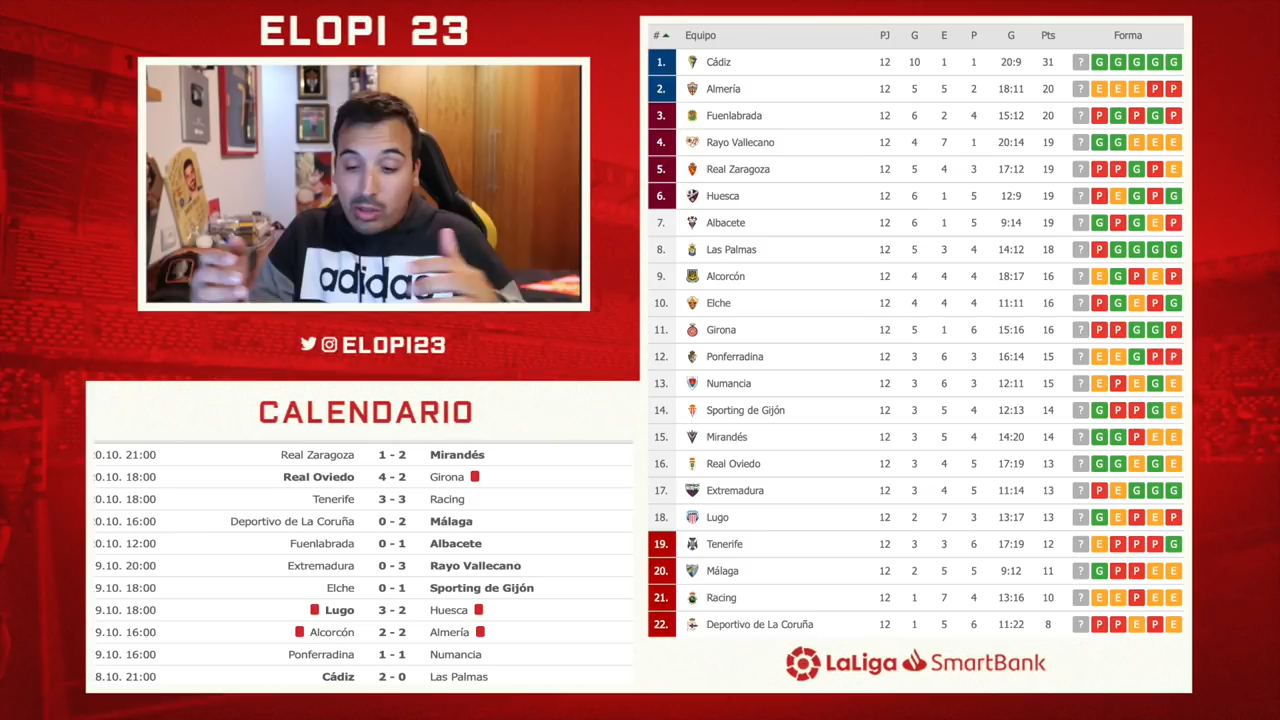 ELOPI 23
adidas
ELOPI23
CALENDARIO
0.10. 21:00 Real Zaragoza 1 - 2 Mirandés
0.10. 18:00 Real Oviedo 4 - 2 Girona
0.10. 18:00 Tenerife 3 - 3 Racing
0.10. 16:00 Deportivo de La Coruña 0 - 2 Málaga
0.10. 12:00 Fuenlabrada 0 - 1 Albacete
9.10. 20:00 Extremadura 0 - 3 Rayo Vallecano
9.10. 18:00 Elche 0 - 1 Sporting de Gijón
9.10. 18:00 Lugo 3 - 2 Huesca
9.10. 16:00 Alcorcón 2 - 2 Almería
9.10. 16:00 Ponferradina 1 - 1 Numancia
8.10. 21:00 Cádiz 2 - 0 Las Palmas
# Equipo PJ G E P G Pts Forma
1. Cádiz 12 10 1 1 20:9 31 ? G G G G G
2. Almería 12 5 5 2 18:11 20 ? E E E P P
3. Fuenlabrada 12 6 2 4 15:12 20 ? P G P G P
4. Rayo Vallecano 12 4 7 1 20:14 19 ? G G E E E
5. Real Zaragoza 12 5 4 3 17:12 19 ? P P G P E
6. Huesca 12 6 1 5 12:9 19 ? P E G P G
7. Albacete 12 6 1 5 9:14 19 ? G P G E P
8. Las Palmas 12 5 3 4 14:12 18 ? P G G G G
9. Alcorcón 12 4 4 4 18:17 16 ? E G P E P
10. Elche 12 4 4 4 11:11 16 ? P G E P G
11. Girona 12 5 1 6 15:16 16 ? P P G G P
12. Ponferradina 12 3 6 3 16:14 15 ? E E G P P
13. Numancia 12 3 6 3 12:11 15 ? E P E G E
14. Sporting de Gijón 12 3 5 4 12:13 14 ? G P P G E
15. Mirandés 12 3 5 4 14:20 14 ? G G P E E
16. Real Oviedo 12 3 4 5 17:19 13 ? G G E G E
17. Extremadura 12 3 4 5 11:14 13 ? P E G G G
18. Lugo 12 2 7 3 13:17 13 ? G E P E P
19. Tenerife 12 3 3 6 17:19 12 ? E P P P G
20. Málaga 12 2 5 5 9:12 11 ? G P P E E
21. Racing 12 1 7 4 13:16 10 ? E E P E E
22. Deportivo de La Coruña 12 1 5 6 11:22 8 ? P P E P E
LaLiga SmartBank